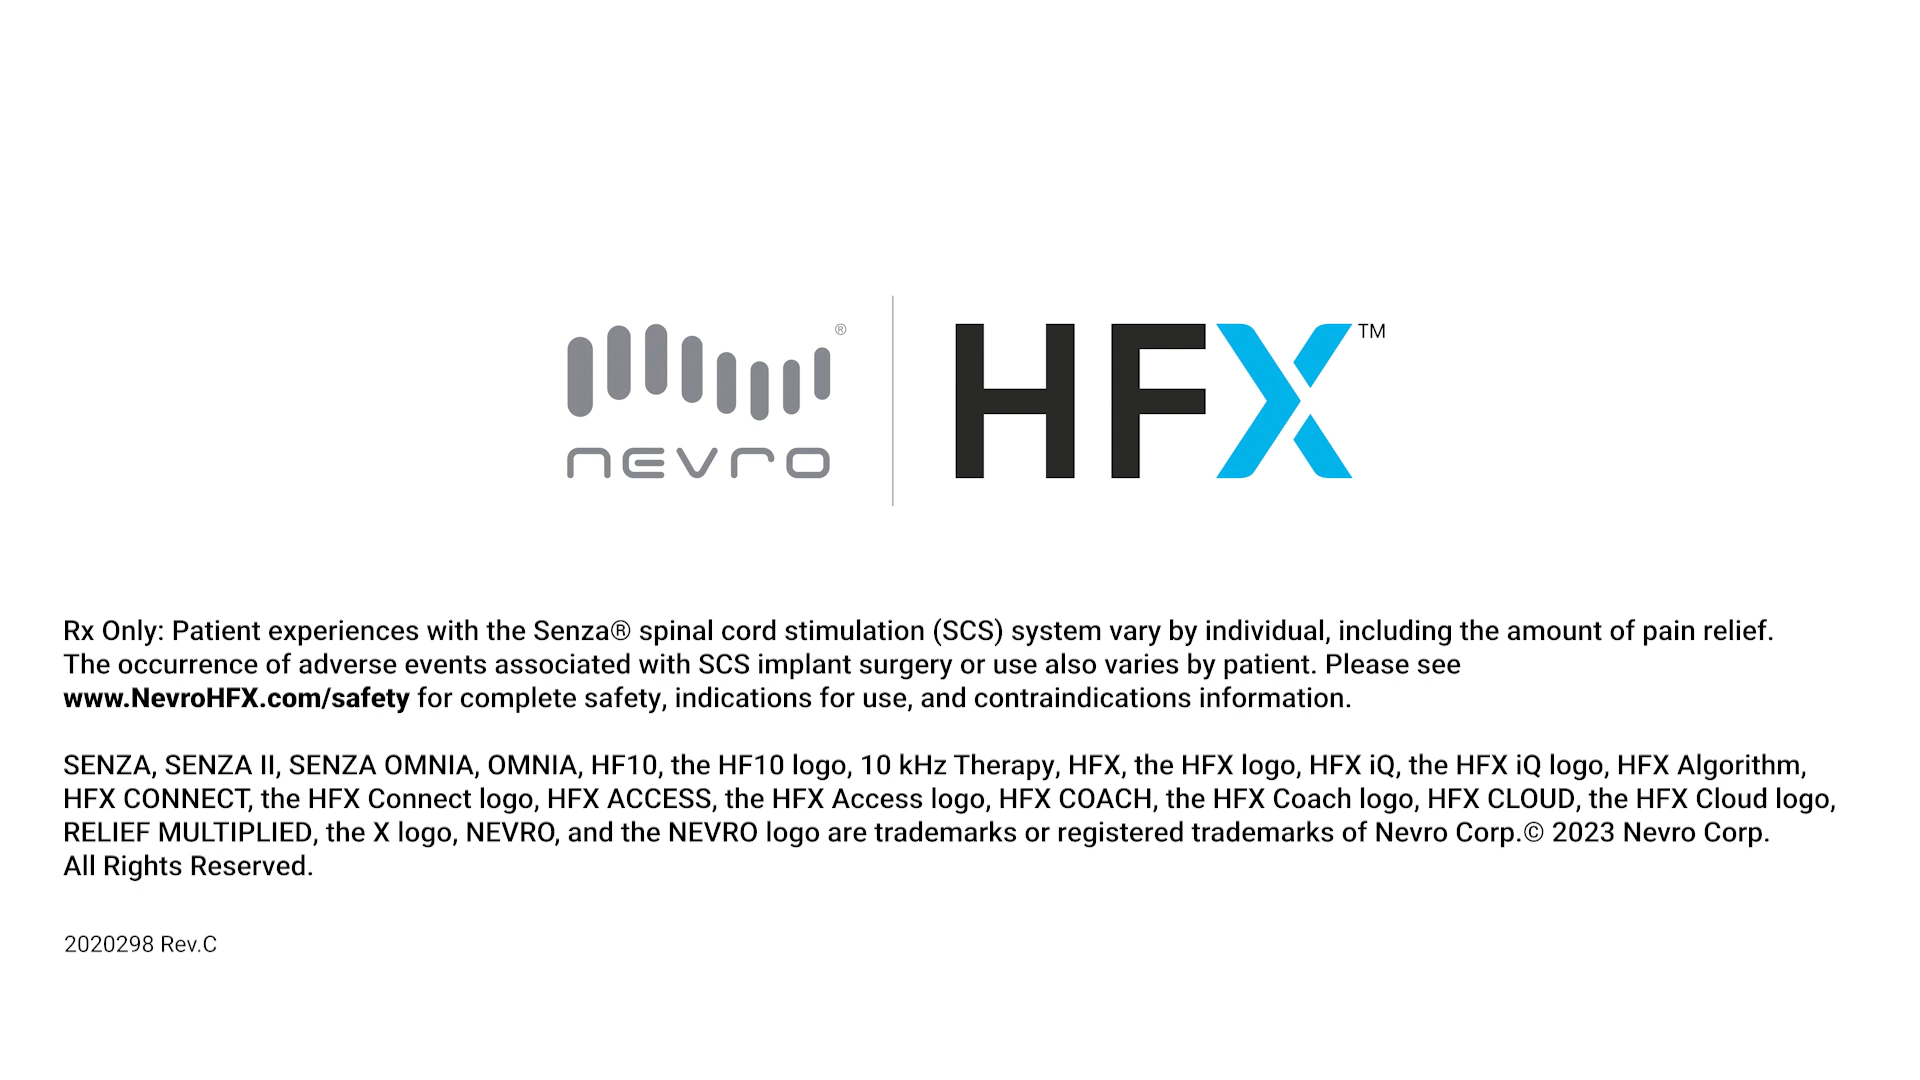 nevro® HFX™
Rx Only: Patient experiences with the Senza® spinal cord stimulation (SCS) system vary by individual, including the amount of pain relief.
The occurrence of adverse events associated with SCS implant surgery or use also varies by patient. Please see
www.NevroHFX.com/safety for complete safety, indications for use, and contraindications information.
SENZA, SENZA II, SENZA OMNIA, OMNIA, HF10, the HF10 logo, 10 kHz Therapy, HFX, the HFX logo, HFX iQ, the HFX iQ logo, HFX Algorithm,
HFX CONNECT, the HFX Connect logo, HFX ACCESS, the HFX Access logo, HFX COACH, the HFX Coach logo, HFX CLOUD, the HFX Cloud logo,
RELIEF MULTIPLIED, the X logo, NEVRO, and the NEVRO logo are trademarks or registered trademarks of Nevro Corp.© 2023 Nevro Corp.
All Rights Reserved.
2020298 Rev.C